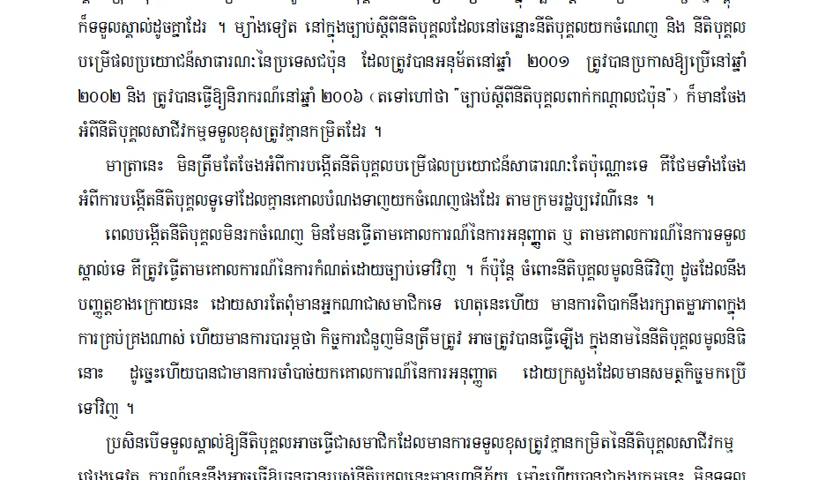 ក៏ទទួលស្គាល់ដូចគ្នាដែរ ។ ម្យ៉ាងទៀត នៅក្នុងច្បាប់ស្ដីពីនីតិបុគ្គលដែលនៅចន្លោះនីតិបុគ្គលយកចំណេញ និង នីតិបុគ្គល
បម្រើផលប្រយោជន៍សាធារណៈនៃប្រទេសជប៉ុន ដែលត្រូវបានអនុម័តនៅឆ្នាំ ២០០១ ត្រូវបានប្រកាសឱ្យប្រើនៅឆ្នាំ
២០០២ និង ត្រូវបានធ្វើឱ្យនិរាករណ៍នៅឆ្នាំ ២០០៦ (តទៅហៅថា "ច្បាប់ស្ដីពីនីតិបុគ្គលពាក់កណ្ដាលជប៉ុន") ក៏មានចែង
អំពីនីតិបុគ្គលសាជីវកម្មទទួលខុសត្រូវគ្មានកម្រិតដែរ ។
មាត្រានេះ មិនត្រឹមតែចែងអំពីការបង្កើតនីតិបុគ្គលបម្រើផលប្រយោជន៍សាធារណៈតែប៉ុណ្ណោះទេ គឺថែមទាំងចែង
អំពីការបង្កើតនីតិបុគ្គលទូទៅដែលគ្មានគោលបំណងទាញយកចំណេញផងដែរ តាមក្រមរដ្ឋប្បវេណីនេះ ។
ពេលបង្កើតនីតិបុគ្គលមិនរកចំណេញ មិនមែនធ្វើតាមគោលការណ៍នៃការអនុញ្ញាត ឬ តាមគោលការណ៍នៃការទទួល
ស្គាល់ទេ គឺត្រូវធ្វើតាមគោលការណ៍នៃការកំណត់ដោយច្បាប់ទៅវិញ ។ ក៏ប៉ុន្តែ ចំពោះនីតិបុគ្គលមូលនិធិវិញ ដូចដែលនឹង
បញ្ញត្តខាងក្រោយនេះ ដោយសារតែពុំមានអ្នកណាជាសមាជិកទេ ហេតុនេះហើយ មានការពិបាកនឹងរក្សាតម្លាភាពក្នុង
ការគ្រប់គ្រងណាស់ ហើយមានការបារម្ភថា កិច្ចការជំនួញមិនត្រឹមត្រូវ អាចត្រូវបានធ្វើឡើង ក្នុងនាមនៃនីតិបុគ្គលមូលនិធិ
នោះ ដូច្នេះហើយបានជាមានការចាំបាច់យកគោលការណ៍នៃការអនុញ្ញាត ដោយក្រសួងដែលមានសមត្ថកិច្ចមកប្រើ
ទៅវិញ ។
ប្រសិនបើទទួលស្គាល់ឱ្យនីតិបុគ្គលអាចធ្វើជាសមាជិកដែលមានការទទួលខុសត្រូវគ្មានកម្រិតនៃនីតិបុគ្គលសាជីវកម្ម